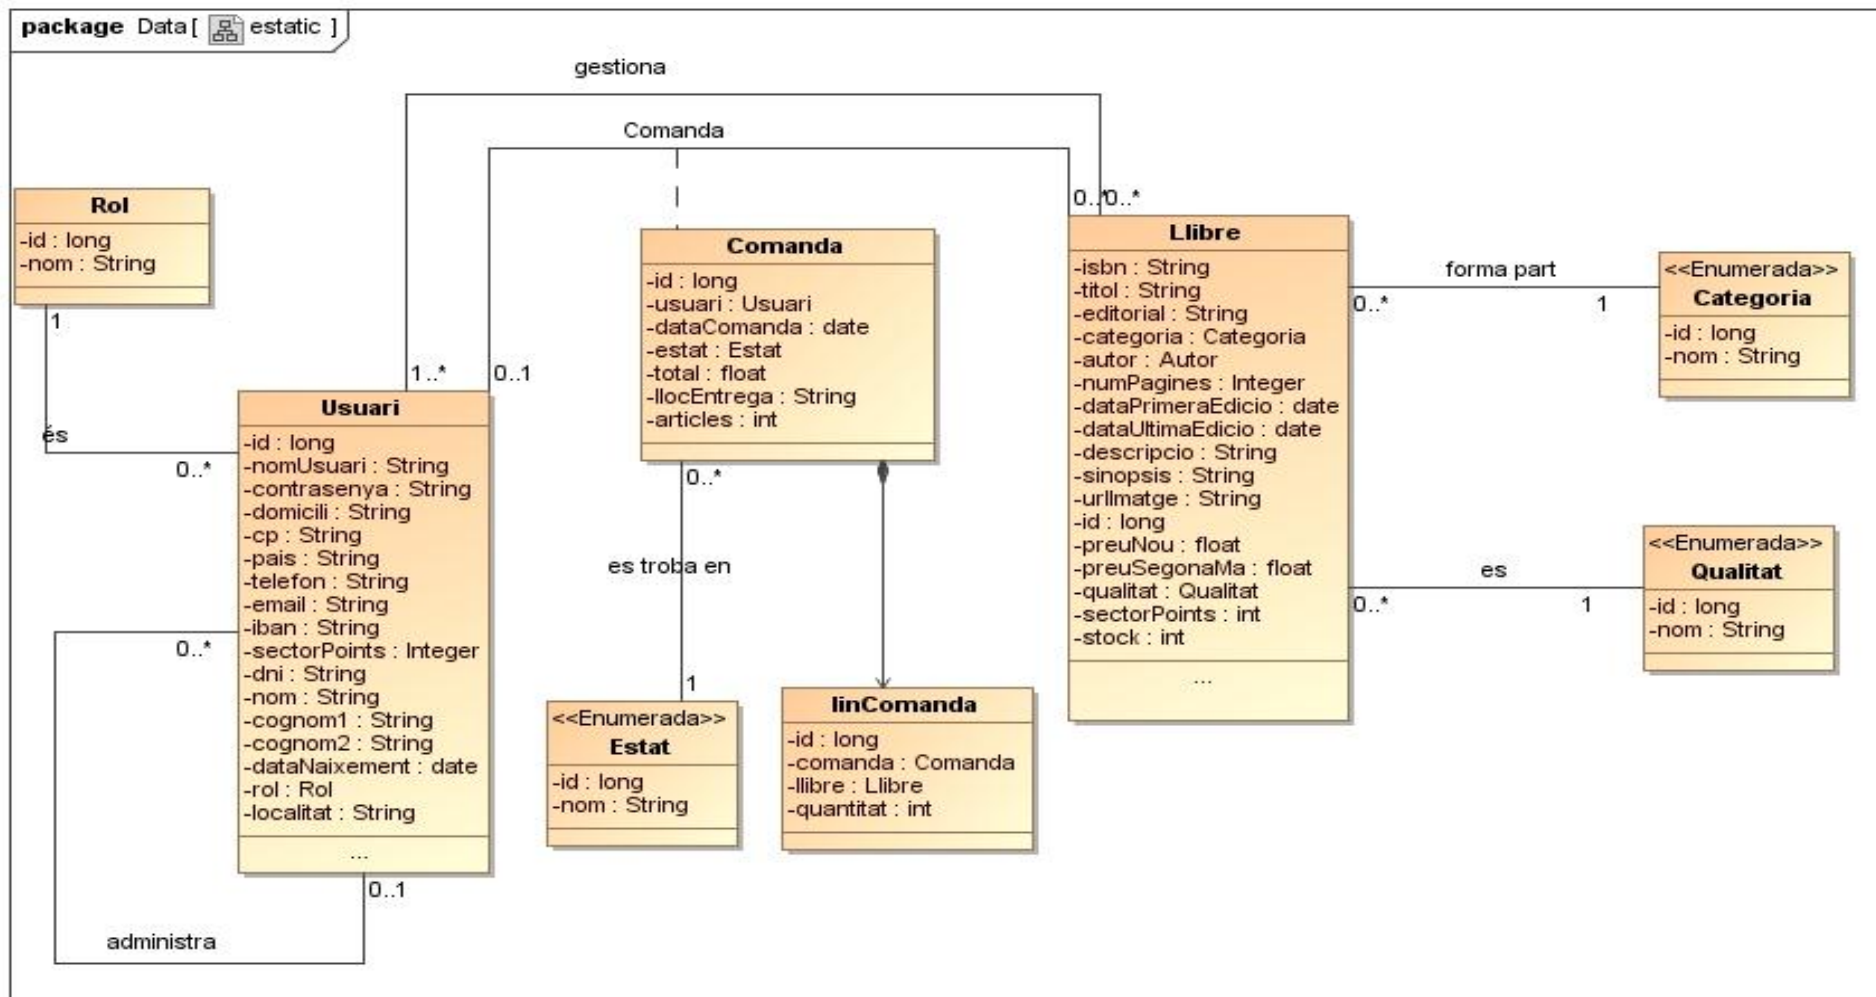 package Data [ estatic ]
gestiona
Comanda
Rol
-id : long
-nom : String
1
és
0..*
1..*
0..1
0..*
0..*
Usuari
-id : long
-nomUsuari : String
-contrasenya : String
-domicili : String
-cp : String
-pais : String
-telefon : String
-email : String
-iban : String
-sectorPoints : Integer
-dni : String
-nom : String
-cognom1 : String
-cognom2 : String
-dataNaixement : date
-rol : Rol
-localitat : String
...
0..*
0..1
administra
Comanda
-id : long
-usuari : Usuari
-dataComanda : date
-estat : Estat
-total : float
-llocEntrega : String
-articles : int
0..*
es troba en
1
<<Enumerada>>
Estat
-id : long
-nom : String
linComanda
-id : long
-comanda : Comanda
-llibre : Llibre
-quantitat : int
Llibre
-isbn : String
-titol : String
-editorial : String
-categoria : Categoria
-autor : Autor
-numPagines : Integer
-dataPrimeraEdicio : date
-dataUltimaEdicio : date
-descripcio : String
-sinopsis : String
-urlImatge : String
-id : long
-preuNou : float
-preuSegonaMa : float
-qualitat : Qualitat
-sectorPoints : int
-stock : int
...
forma part
0..*
1
<<Enumerada>>
Categoria
-id : long
-nom : String
es
0..*
1
<<Enumerada>>
Qualitat
-id : long
-nom : String